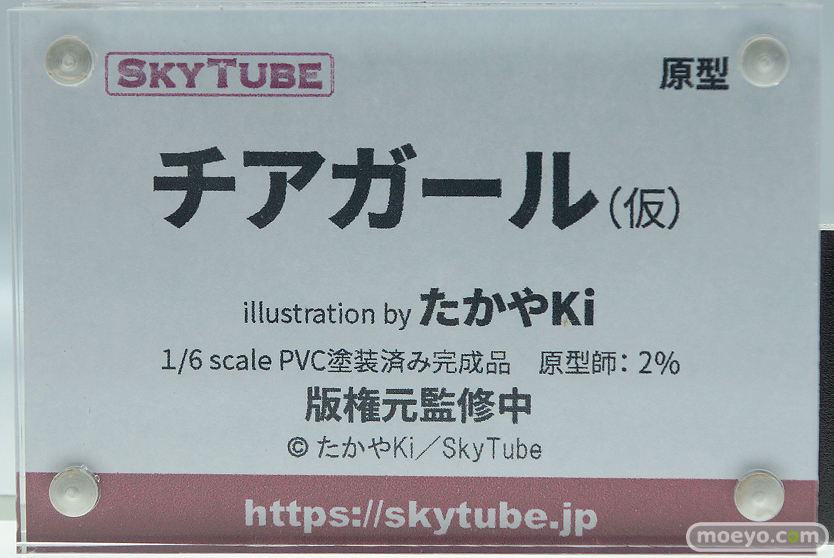 SKYTUBE
原型
チアガール(仮)
illustration by たかやKi
1/6 scale PVC塗装済み完成品 原型師: 2%
版権元監修中
© たかやKi／SkyTube
https://skytube.jp
moeyo.com